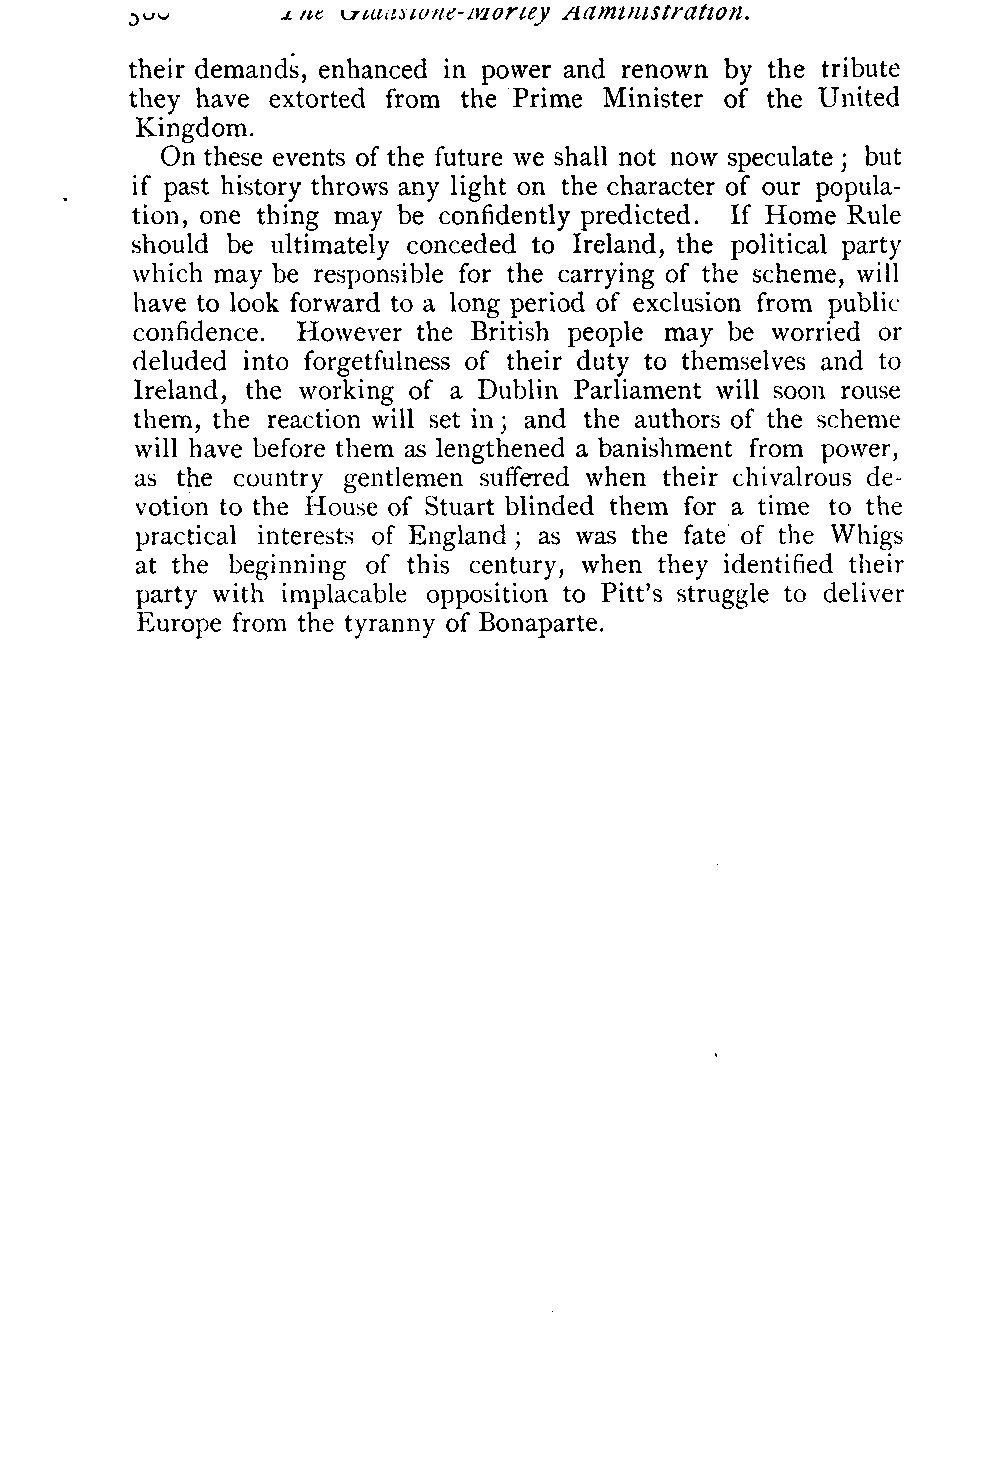 The Gladstone-Morley Administration.
their demands, enhanced in power and renown by the tribute
they have extorted from the Prime Minister of the United
Kingdom.
On these events of the future we shall not now speculate ; but
if past history throws any light on the character of our popula-
tion, one thing may be confidently predicted. If Home Rule
should be ultimately conceded to Ireland, the political party
which may be responsible for the carrying of the scheme, will
have to look forward to a long period of exclusion from public
confidence. However the British people may be worried or
deluded into forgetfulness of their duty to themselves and to
Ireland, the working of a Dublin Parliament will soon rouse
them, the reaction will set in ; and the authors of the scheme
will have before them as lengthened a banishment from power,
as the country gentlemen suffered when their chivalrous de-
votion to the House of Stuart blinded them for a time to the
practical interests of England ; as was the fate of the Whigs
at the beginning of this century, when they identified their
party with implacable opposition to Pitt's struggle to deliver
Europe from the tyranny of Bonaparte.